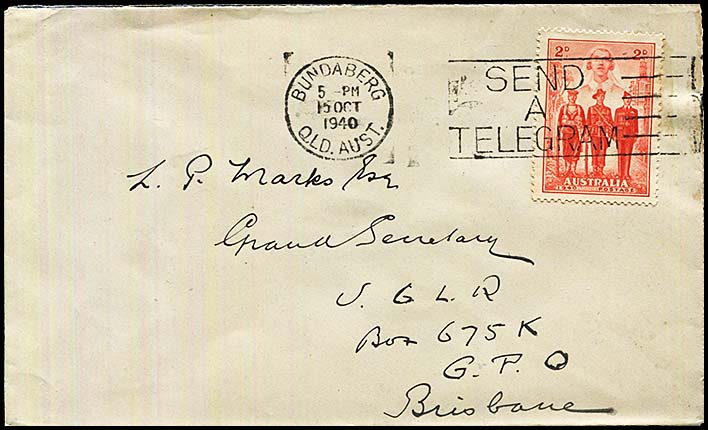 BUNDABERG
5 -PM
15 OCT
1940
QLD. AUST.
SEND
A
TELEGRAM
2D 2D
AUSTRALIA
1940 POSTAGE
L. P. Marks Esq
Grand Secretary
U. G L. R
Box 675 K
G. P. O
Brisbane